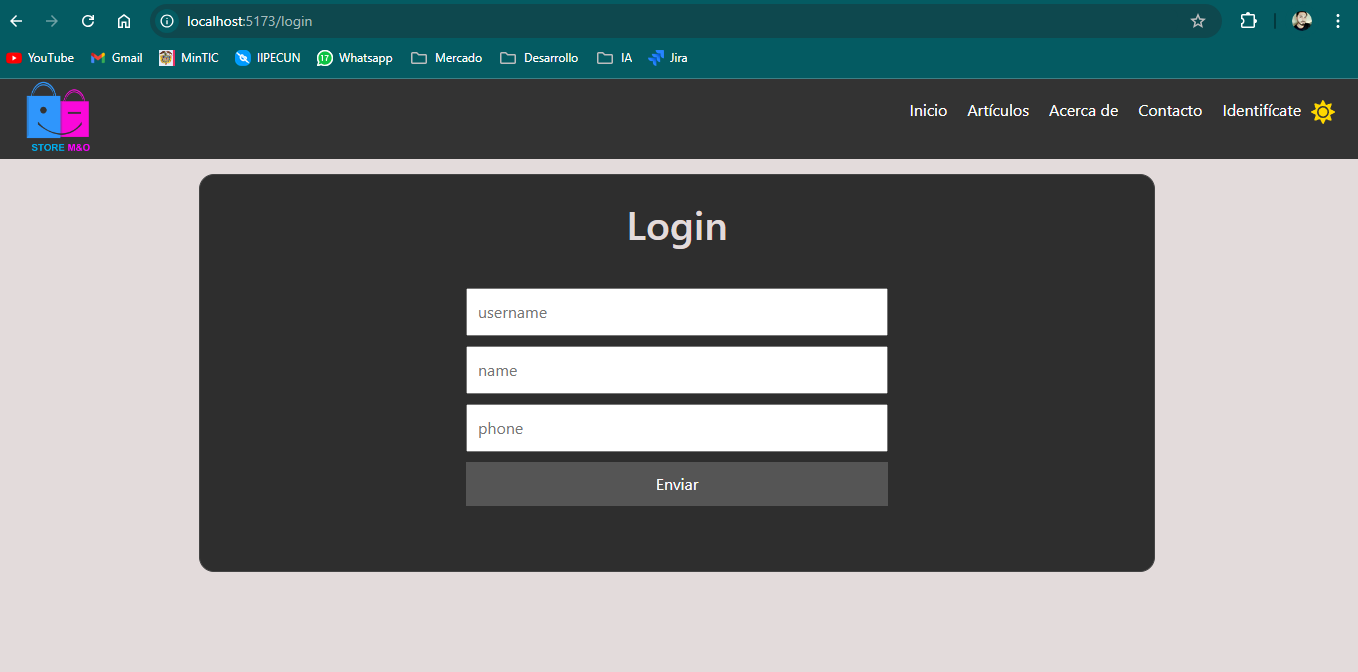 localhost:5173/login
YouTube Gmail MinTIC IIPECUN 17 Whatsapp Mercado Desarrollo IA Jira
STORE M&O
Inicio Artículos Acerca de Contacto Identifícate
Login
username
name
phone
Enviar